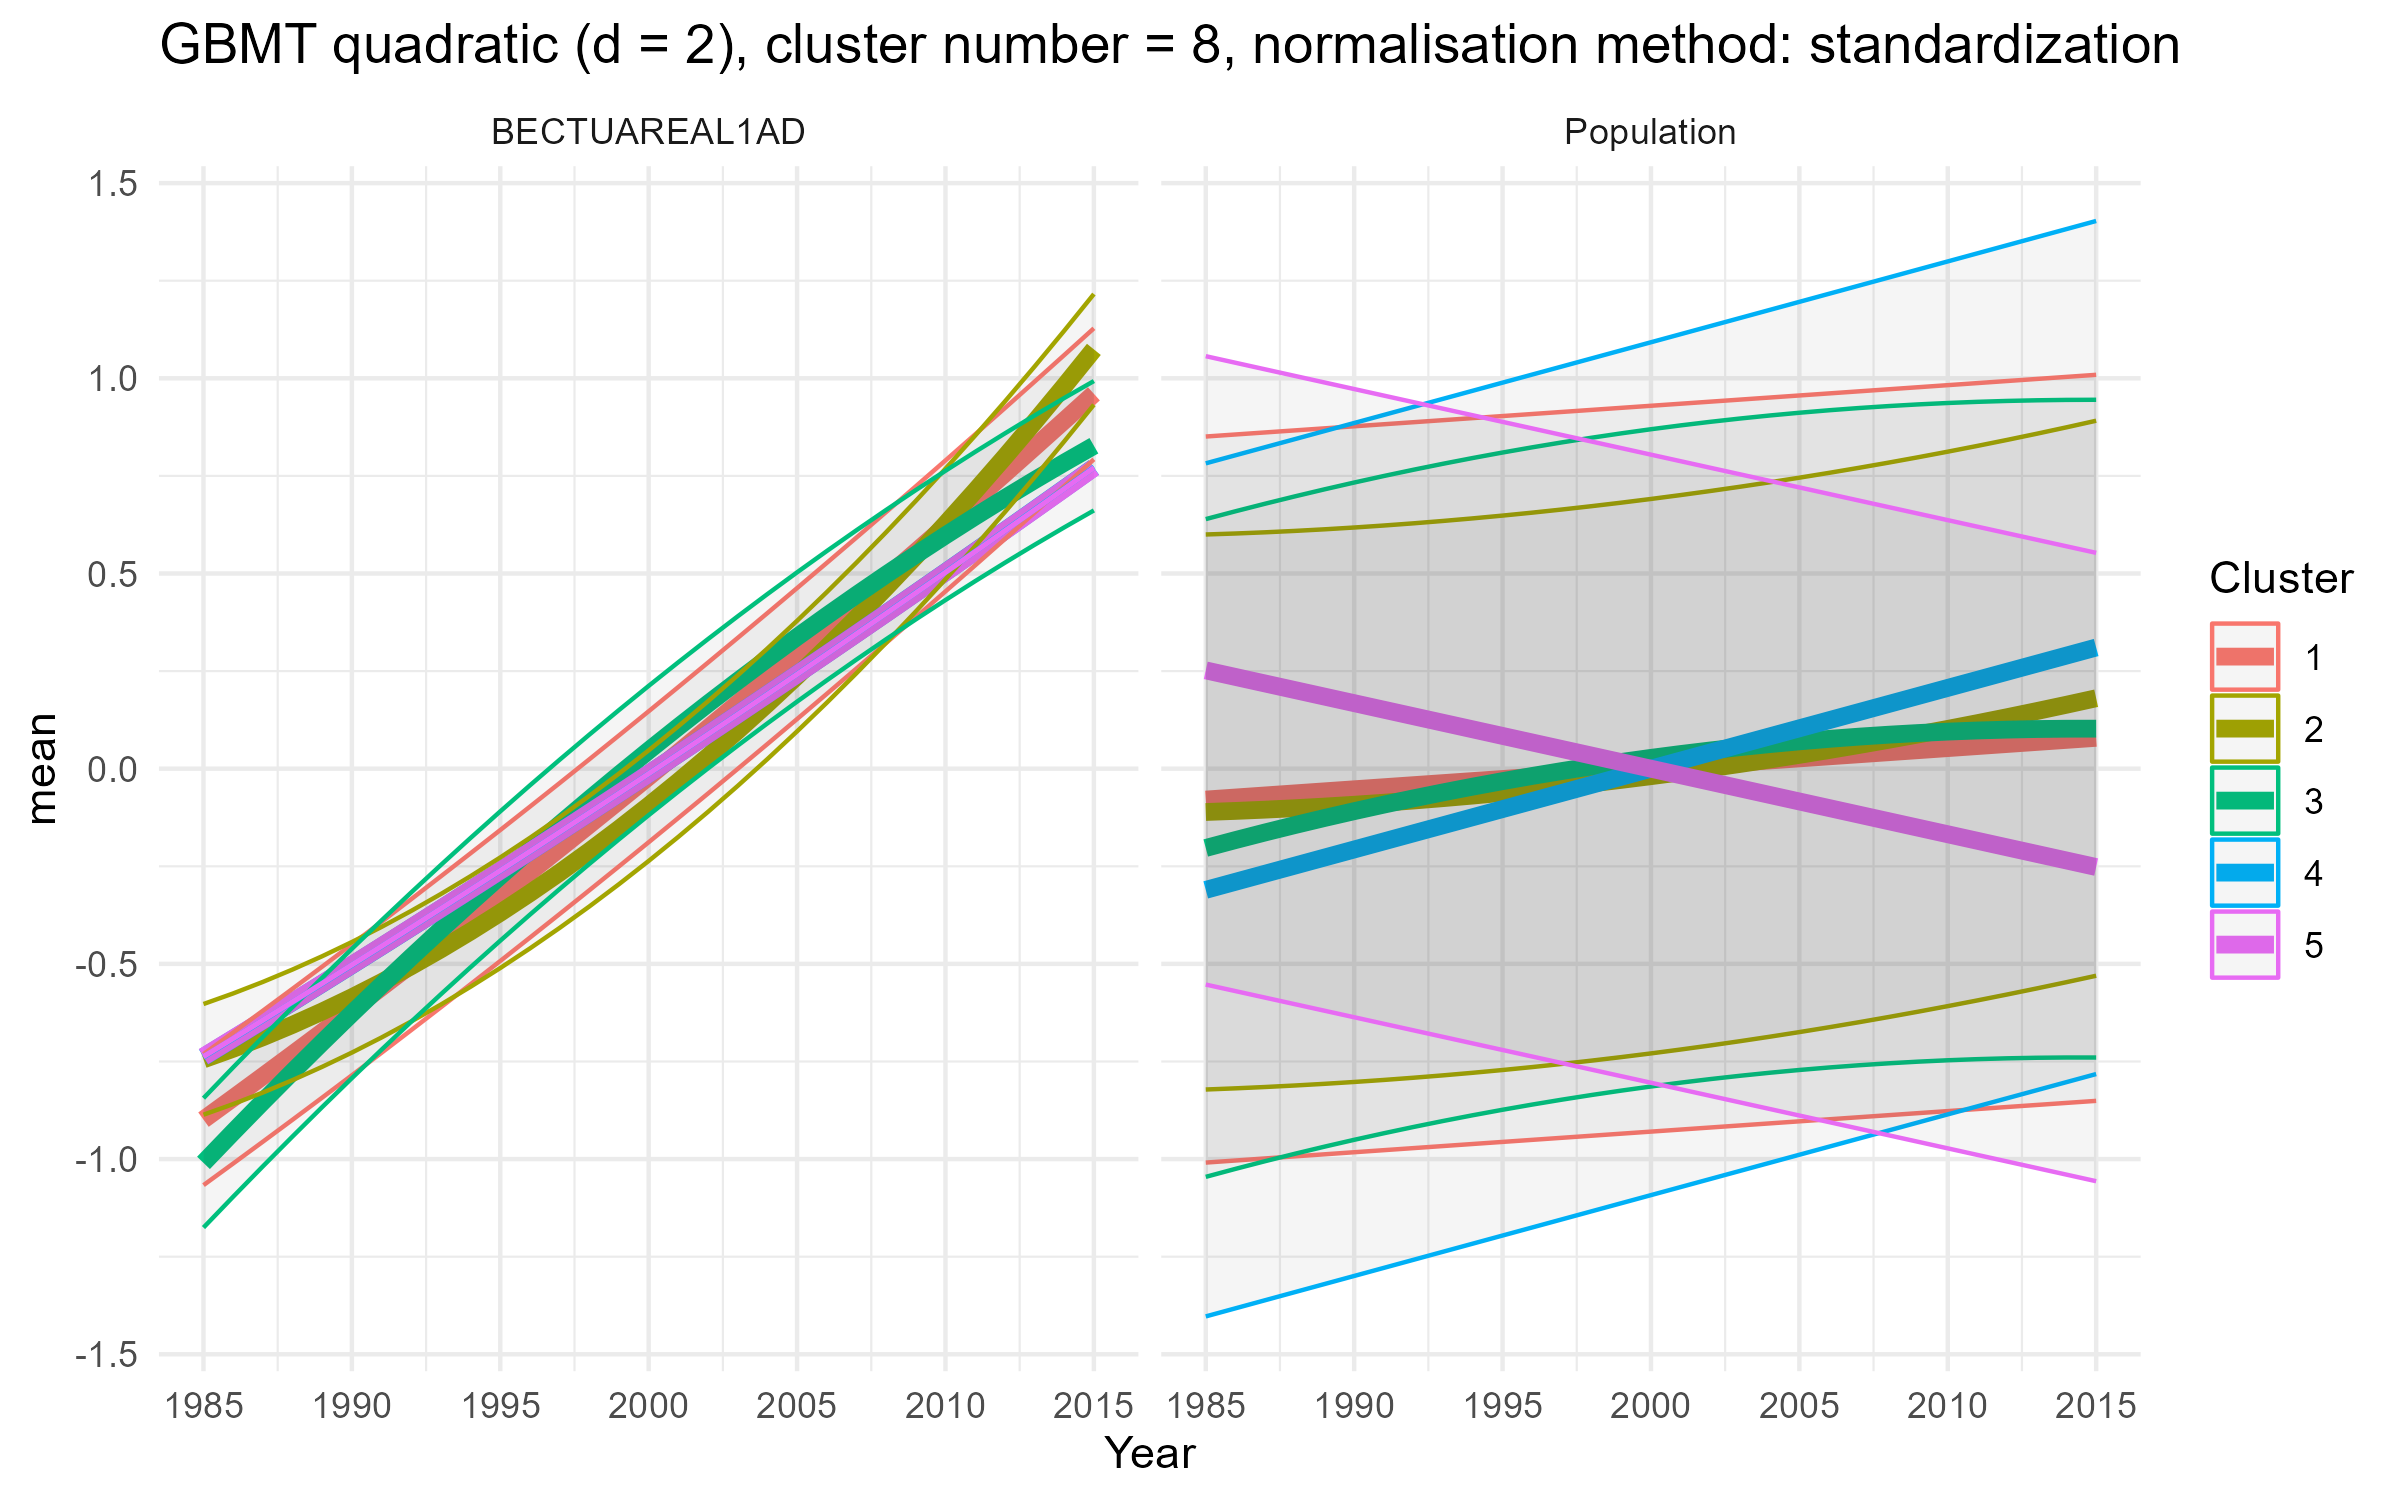 GBMT quadratic (d = 2), cluster number = 8, normalisation method: standardization
BECTUAREAL1AD
Population
1.5
1.0
0.5
0.0
-0.5
-1.0
-1.5
mean
1985 1990 1995 2000 2005 2010 2015
1985 1990 1995 2000 2005 2010 2015
Year
Cluster
1
2
3
4
5